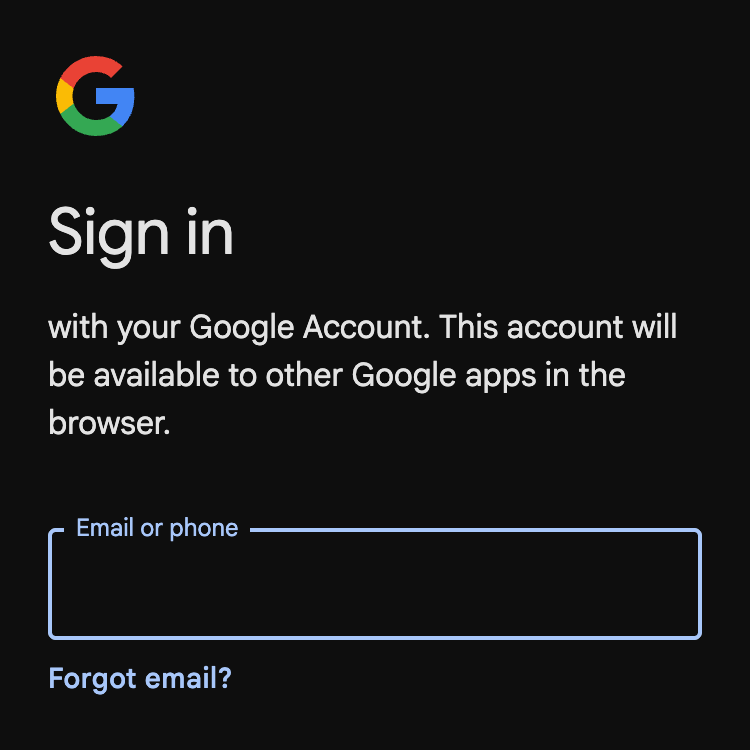 Sign in
with your Google Account. This account will
be available to other Google apps in the
browser.
Email or phone
Forgot email?